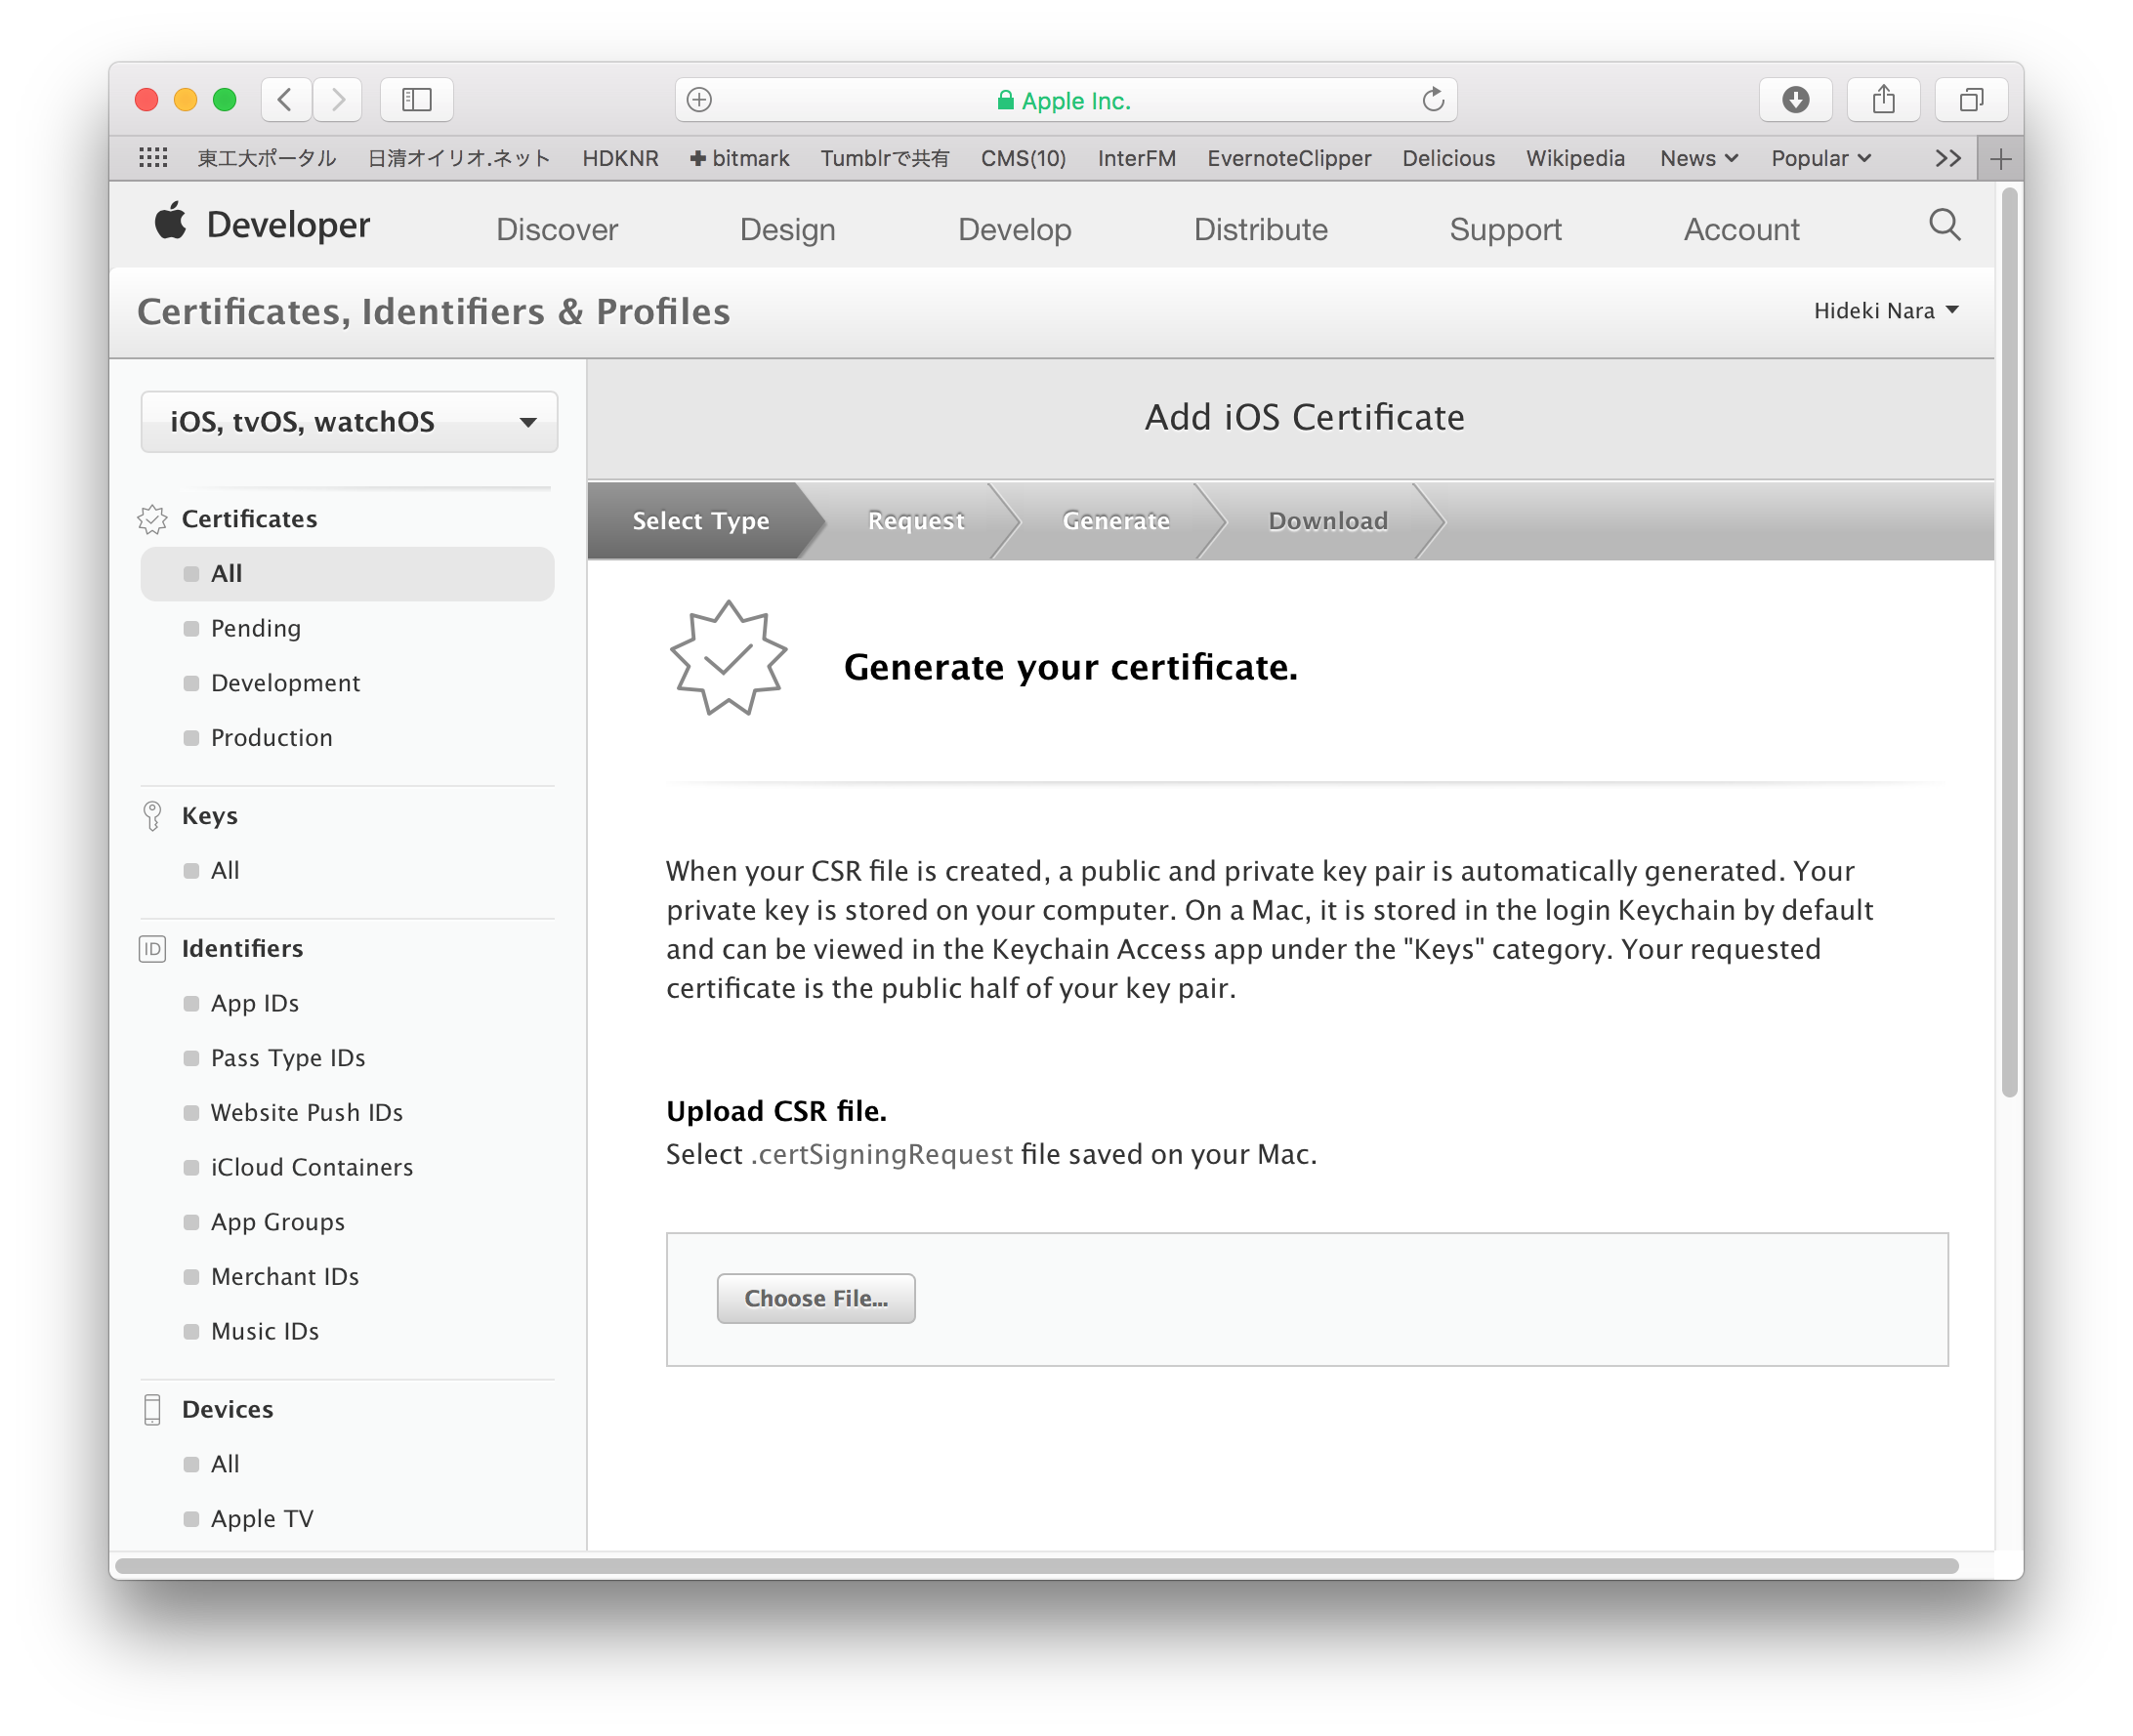 Apple Inc.
東工大ポータル 日清オイリオ.ネット HDKNR ✚ bitmark Tumblrで共有 CMS(10) InterFM EvernoteClipper Delicious Wikipedia News Popular
Developer Discover Design Develop Distribute Support Account
Certificates, Identifiers & Profiles
Hideki Nara
iOS, tvOS, watchOS
Certificates
All
Pending
Development
Production
Keys
All
ID Identifiers
App IDs
Pass Type IDs
Website Push IDs
iCloud Containers
App Groups
Merchant IDs
Music IDs
Devices
All
Apple TV
Add iOS Certificate
Select Type Request Generate Download
Generate your certificate.
When your CSR file is created, a public and private key pair is automatically generated. Your
private key is stored on your computer. On a Mac, it is stored in the login Keychain by default
and can be viewed in the Keychain Access app under the "Keys" category. Your requested
certificate is the public half of your key pair.
Upload CSR file.
Select .certSigningRequest file saved on your Mac.
Choose File...